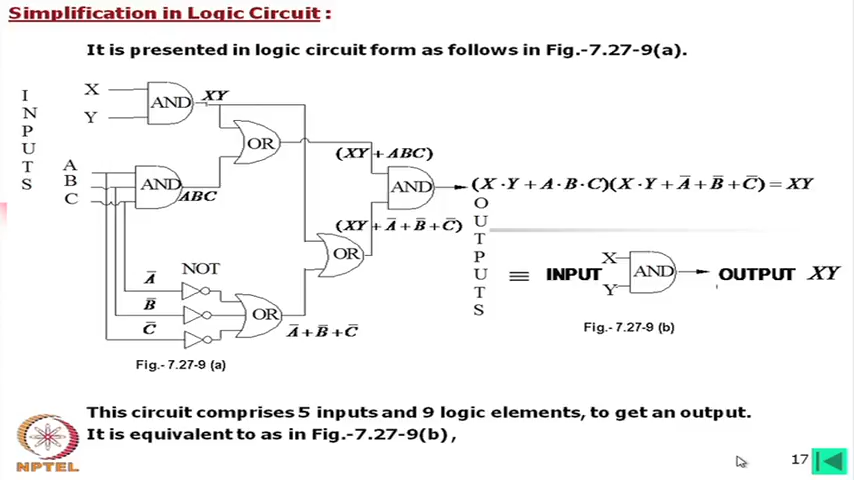 Simplification in Logic Circuit :
It is presented in logic circuit form as follows in Fig.-7.27-9(a).
INPUTS
X
Y
AND
XY
OR
A
B
C
AND
ABC
(XY + ABC)
AND
(X · Y + A · B · C)(X · Y + A̅ + B̅ + C̅) = XY
(XY + A̅ + B̅ + C̅)
OUTPUTS
OR
NOT
A̅
B̅
C̅
OR
A̅ + B̅ + C̅
≡ INPUT
X
Y
AND
OUTPUT XY
Fig.- 7.27-9 (b)
Fig.- 7.27-9 (a)
This circuit comprises 5 inputs and 9 logic elements, to get an output.
It is equivalent to as in Fig.-7.27-9(b),
NPTEL
17